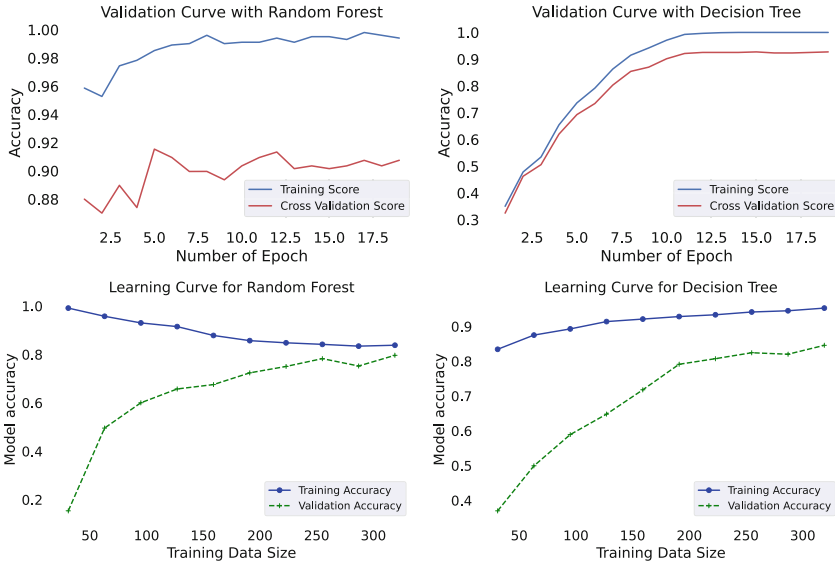 Validation Curve with Random Forest
1.00
0.98
0.96
0.94
0.92
0.90
0.88
Accuracy
Training Score
Cross Validation Score
2.5 5.0 7.5 10.0 12.5 15.0 17.5
Number of Epoch
Validation Curve with Decision Tree
1.0
0.9
0.8
0.7
0.6
0.5
0.4
0.3
Accuracy
Training Score
Cross Validation Score
2.5 5.0 7.5 10.0 12.5 15.0 17.5
Number of Epoch
Learning Curve for Random Forest
1.0
0.8
0.6
0.4
0.2
Model accuracy
Training Accuracy
Validation Accuracy
50 100 150 200 250 300
Training Data Size
Learning Curve for Decision Tree
0.9
0.8
0.7
0.6
0.5
0.4
Model accuracy
Training Accuracy
Validation Accuracy
50 100 150 200 250 300
Training Data Size